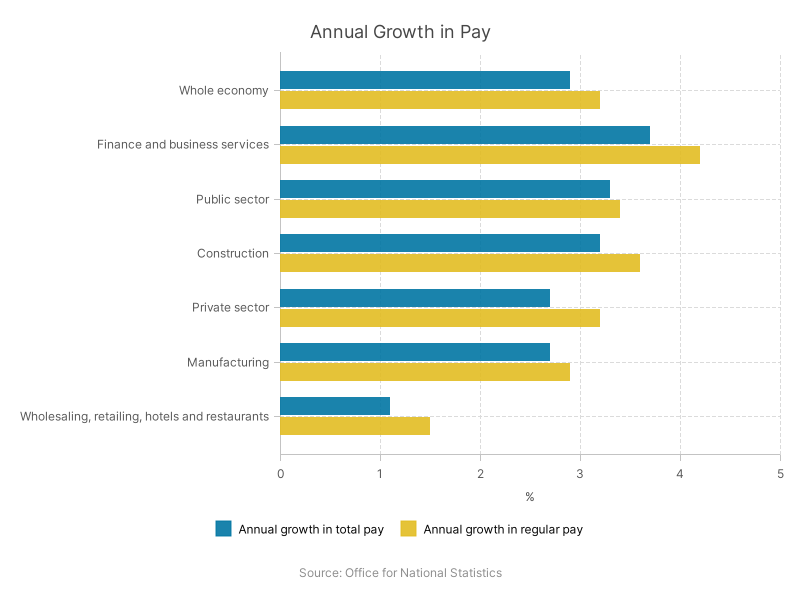 Annual Growth in Pay
Whole economy
Finance and business services
Public sector
Construction
Private sector
Manufacturing
Wholesaling, retailing, hotels and restaurants
0 1 2 3 4 5
%
Annual growth in total pay Annual growth in regular pay
Source: Office for National Statistics